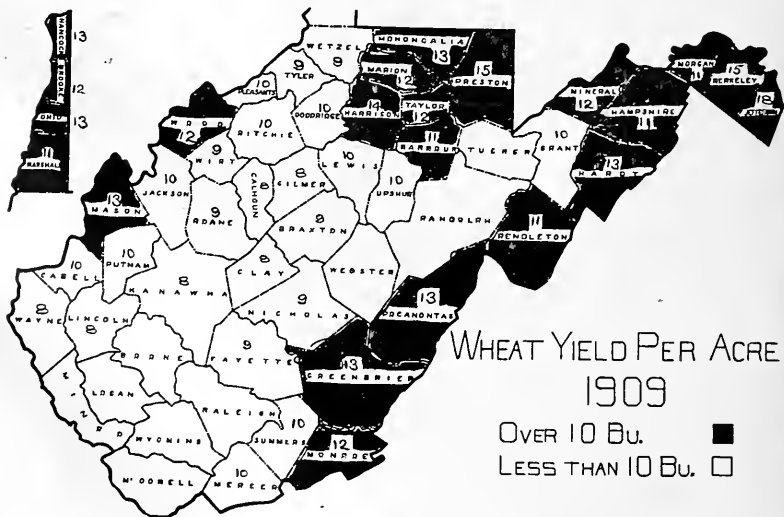 HANCOCK 13
BROOKE 12
OHIO 13
11
MARSHALL
WETZEL
9
9
TYLER
10
PLEASANTS
MONONGALIA
13
MARION
12
15
PRESTON
14
HARRISON
TAYLOR
12
11
BARBOUR
10
DODDRIDGE
10
RITCHIE
WOOD
12
9
WIRT
10
JACKSON
13
MASON
9
ROANE
8
CALHOUN
8
GILMER
10
LEWIS
10
UPSHUR
TUCKER
10
GRANT
MINERAL
12
HAMPSHIRE
11
MORGAN
11
15
BERKELEY
18
13
HARDY
11
PENDLETON
RANDOLPH
9
BRAXTON
WEBSTER
8
CLAY
9
NICHOLAS
13
POCAHONTAS
10
CABELL
10
PUTNAM
8
KANAWHA
8
WAYNE
LINCOLN
8
BOONE
9
FAYETTE
13
GREENBRIER
LOGAN
RALEIGH
10
SUMMERS
12
MONROE
WYOMING
McDOWELL
10
MERCER
WHEAT YIELD PER ACRE
1909
OVER 10 BU.
LESS THAN 10 BU.